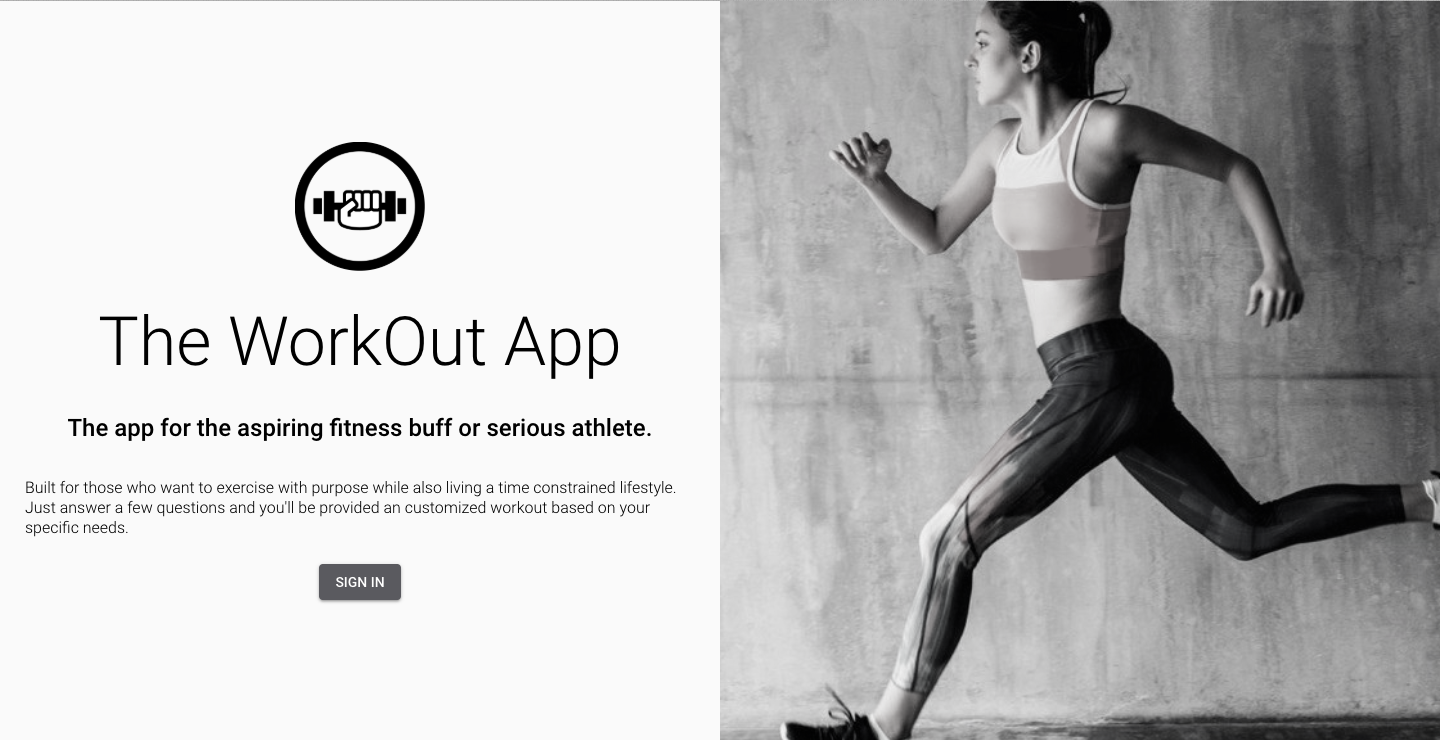 The WorkOut App
The app for the aspiring fitness buff or serious athlete.
Built for those who want to exercise with purpose while also living a time constrained lifestyle.
Just answer a few questions and you'll be provided an customized workout based on your
specific needs.
SIGN IN